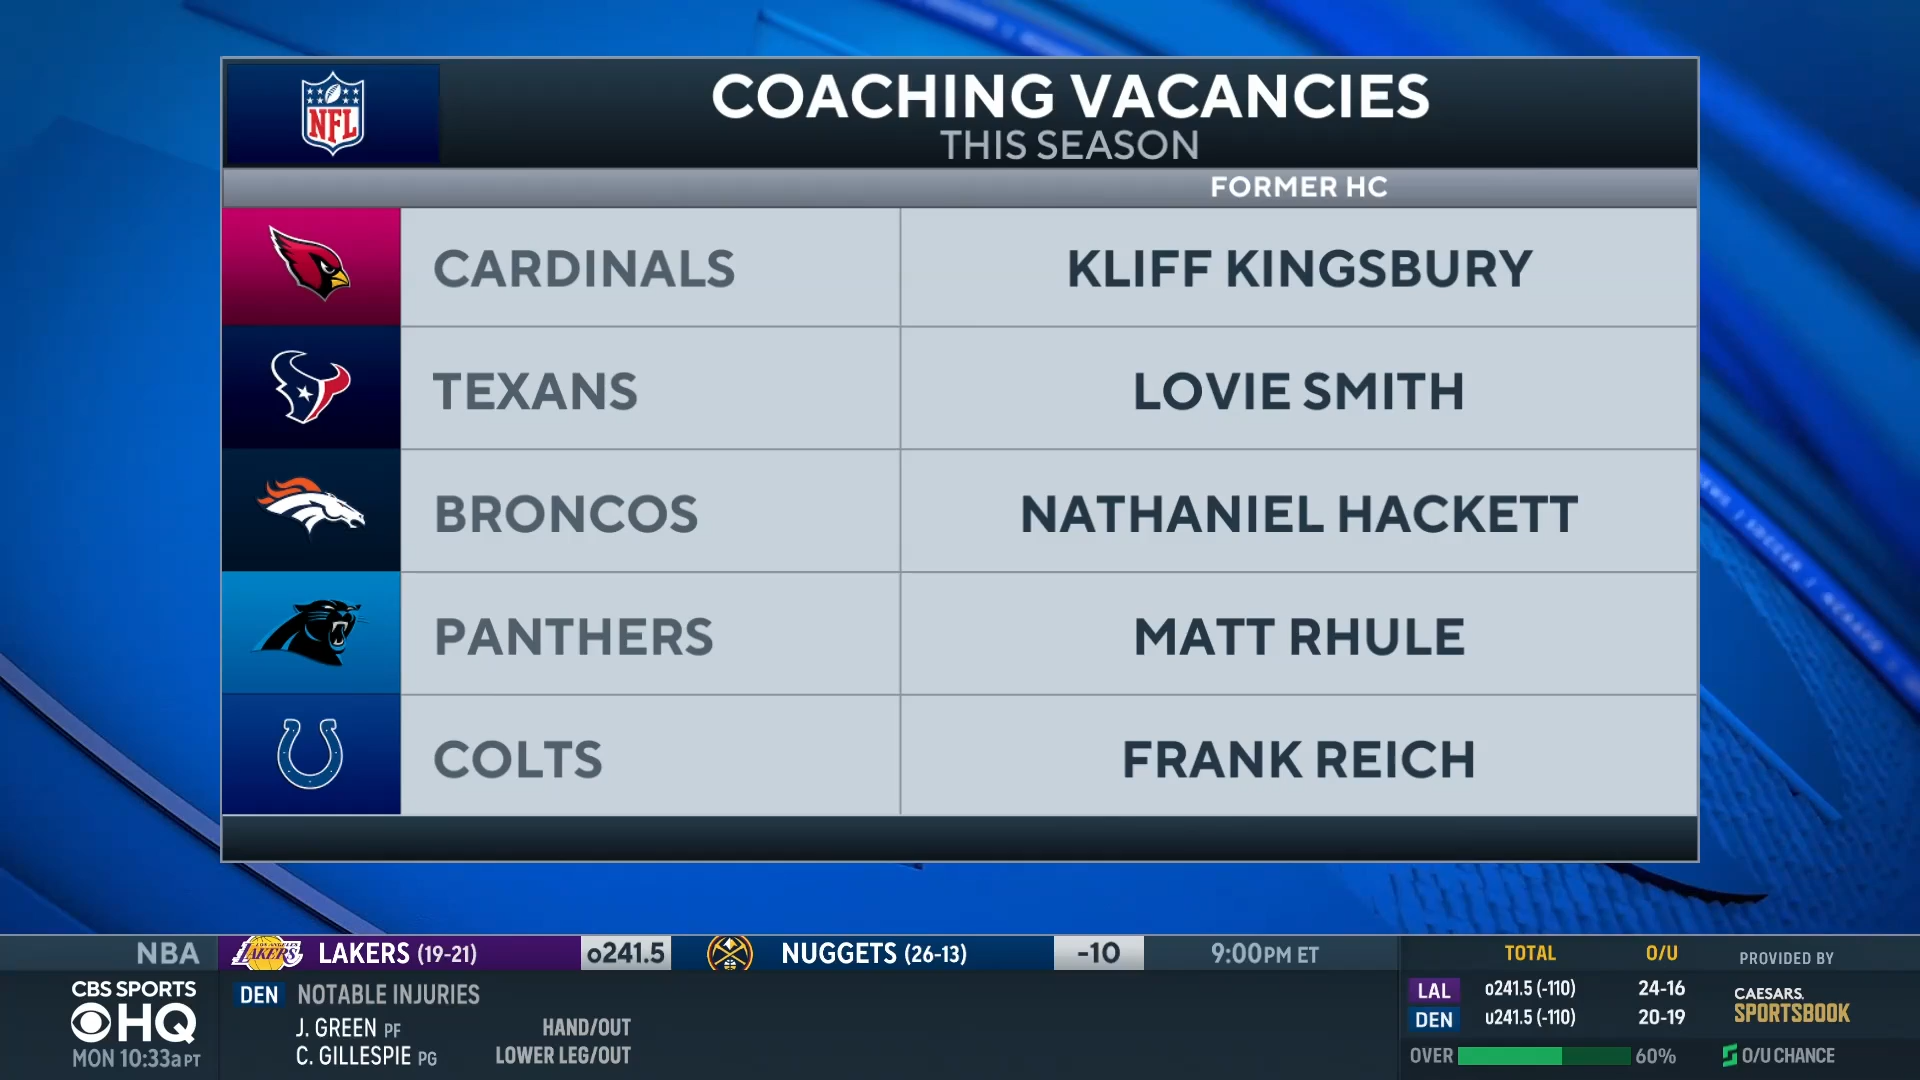 NFL
COACHING VACANCIES
THIS SEASON
FORMER HC
CARDINALS
KLIFF KINGSBURY
TEXANS
LOVIE SMITH
BRONCOS
NATHANIEL HACKETT
PANTHERS
MATT RHULE
COLTS
FRANK REICH
NBA
LAKERS
LAKERS (19-21)
o241.5
NUGGETS (26-13)
-10
9:00PM ET
CBS SPORTS
HQ
MON 10:33a PT
DEN NOTABLE INJURIES
J. GREEN PF HAND/OUT
C. GILLESPIE PG LOWER LEG/OUT
TOTAL O/U
LAL o241.5 (-110) 24-16
DEN u241.5 (-110) 20-19
OVER 60%
PROVIDED BY
CAESARS
SPORTSBOOK
O/U CHANCE